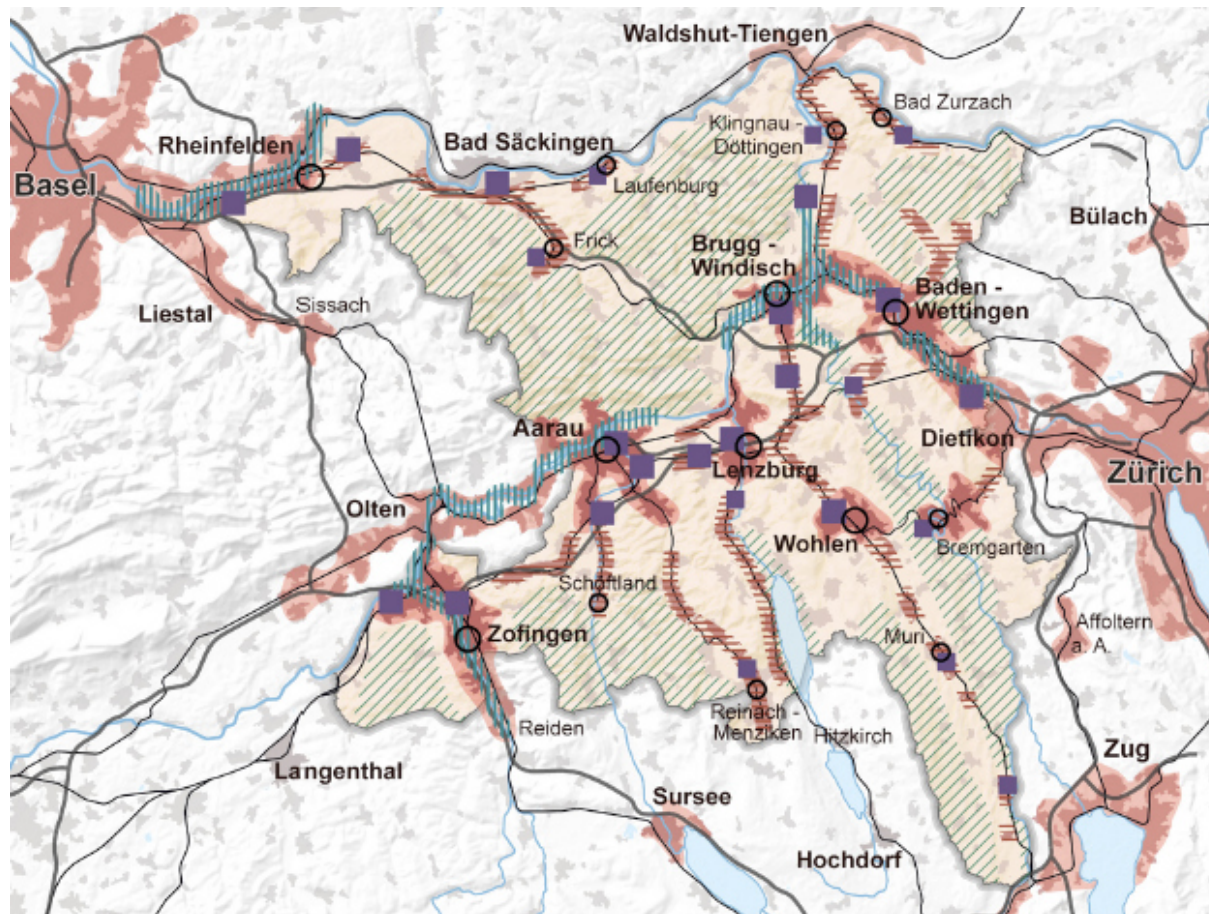 Waldshut-Tiengen
Bad Zurzach
Klingnau -
Döttingen
Rheinfelden
Bad Säckingen
Basel
Laufenburg
Bülach
Frick
Brugg -
Windisch
Baden -
Wettingen
Sissach
Liestal
Aarau
Dietikon
Lenzburg
Zürich
Olten
Wohlen
Bremgarten
Schöftland
Zofingen
Muri
Affoltern
a. A.
Reinach -
Menziken
Reiden
Hitzkirch
Langenthal
Zug
Sursee
Hochdorf